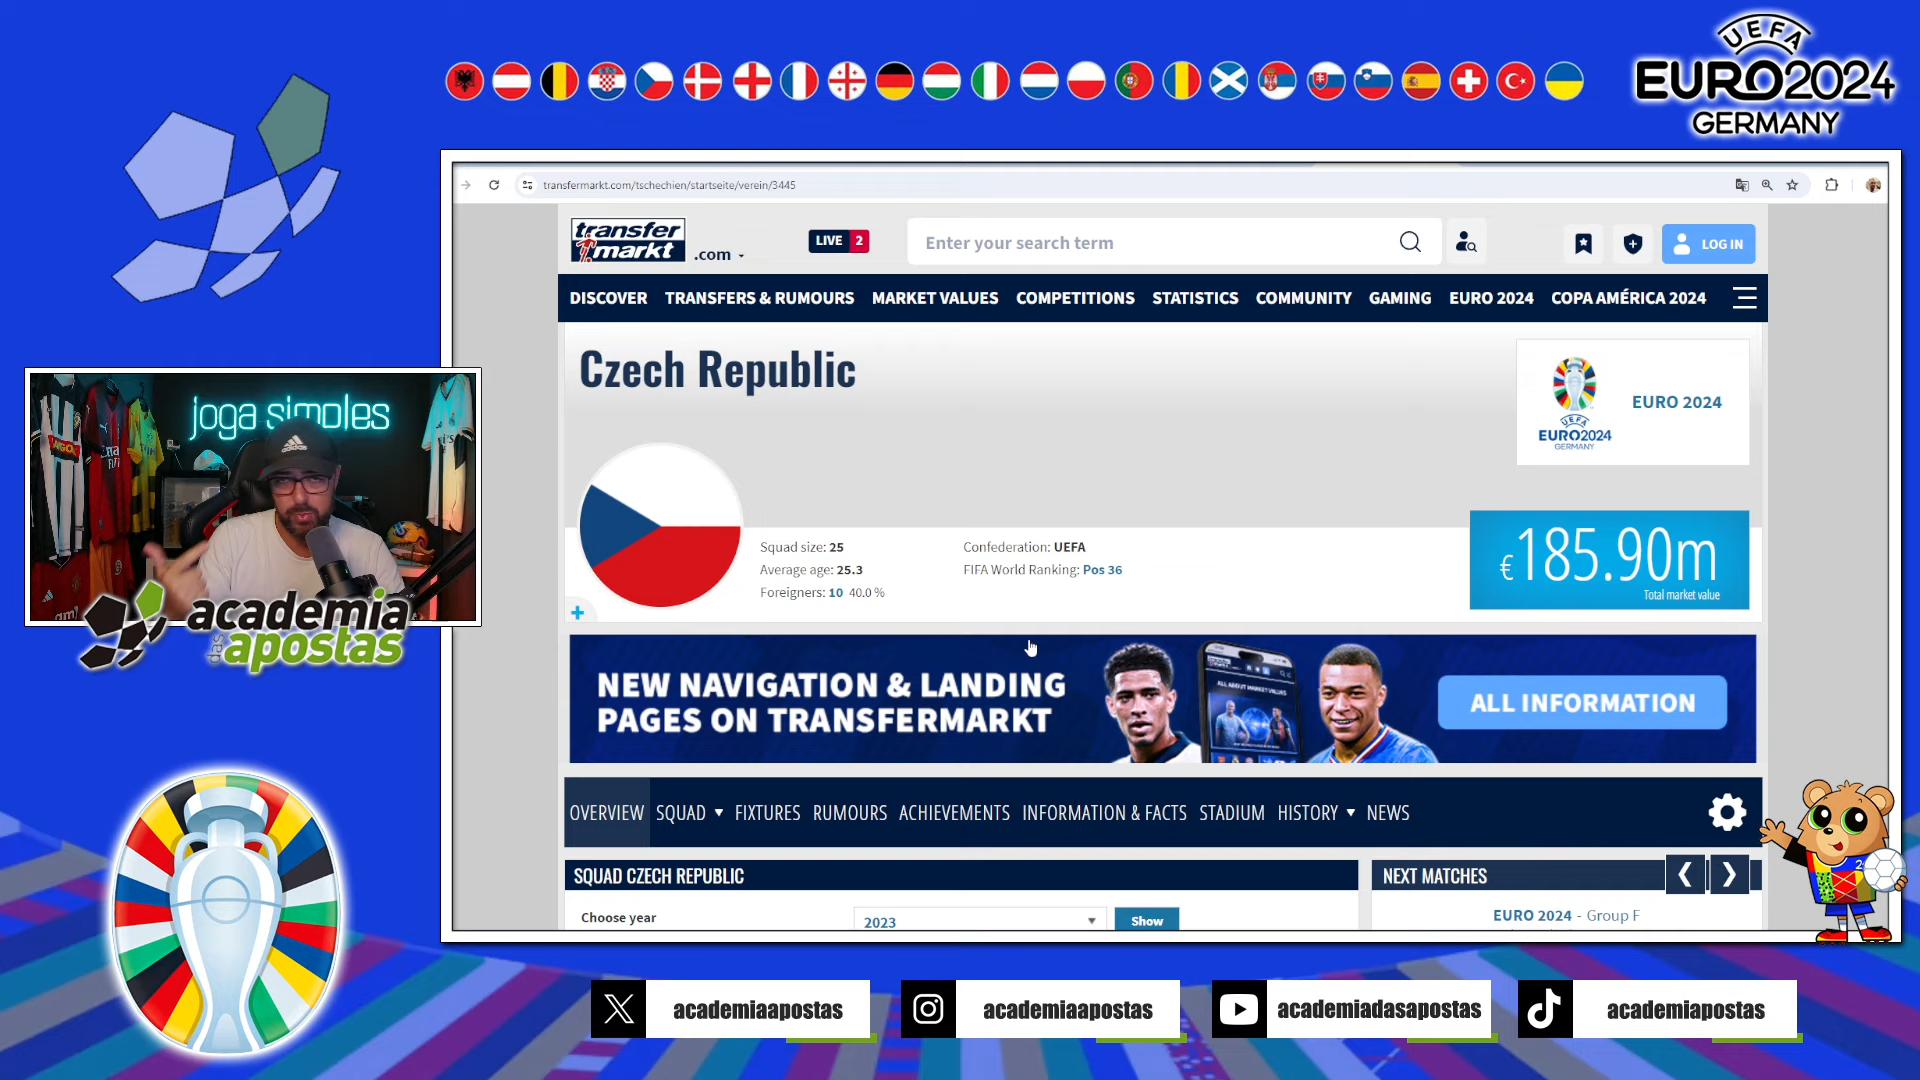 UEFA
EURO2024
GERMANY
transfermarkt.com/tschechien/startseite/verein/3445
transfer
markt
.com
LIVE 2
Enter your search term
LOG IN
DISCOVER TRANSFERS & RUMOURS MARKET VALUES COMPETITIONS STATISTICS COMMUNITY GAMING EURO 2024 COPA AMÉRICA 2024
Czech Republic
UEFA
EURO2024
GERMANY
EURO 2024
joga simples
Squad size: 25
Average age: 25.3
Foreigners: 10 40.0 %
Confederation: UEFA
FIFA World Ranking: Pos 36
€185.90m
Total market value
academia
das apostas
NEW NAVIGATION & LANDING
PAGES ON TRANSFERMARKT
ALL INFORMATION
OVERVIEW SQUAD FIXTURES RUMOURS ACHIEVEMENTS INFORMATION & FACTS STADIUM HISTORY NEWS
SQUAD CZECH REPUBLIC
NEXT MATCHES
Choose year
2023
Show
EURO 2024 - Group F
academiaapostas
academiaapostas
academiadasapostas
academiaapostas